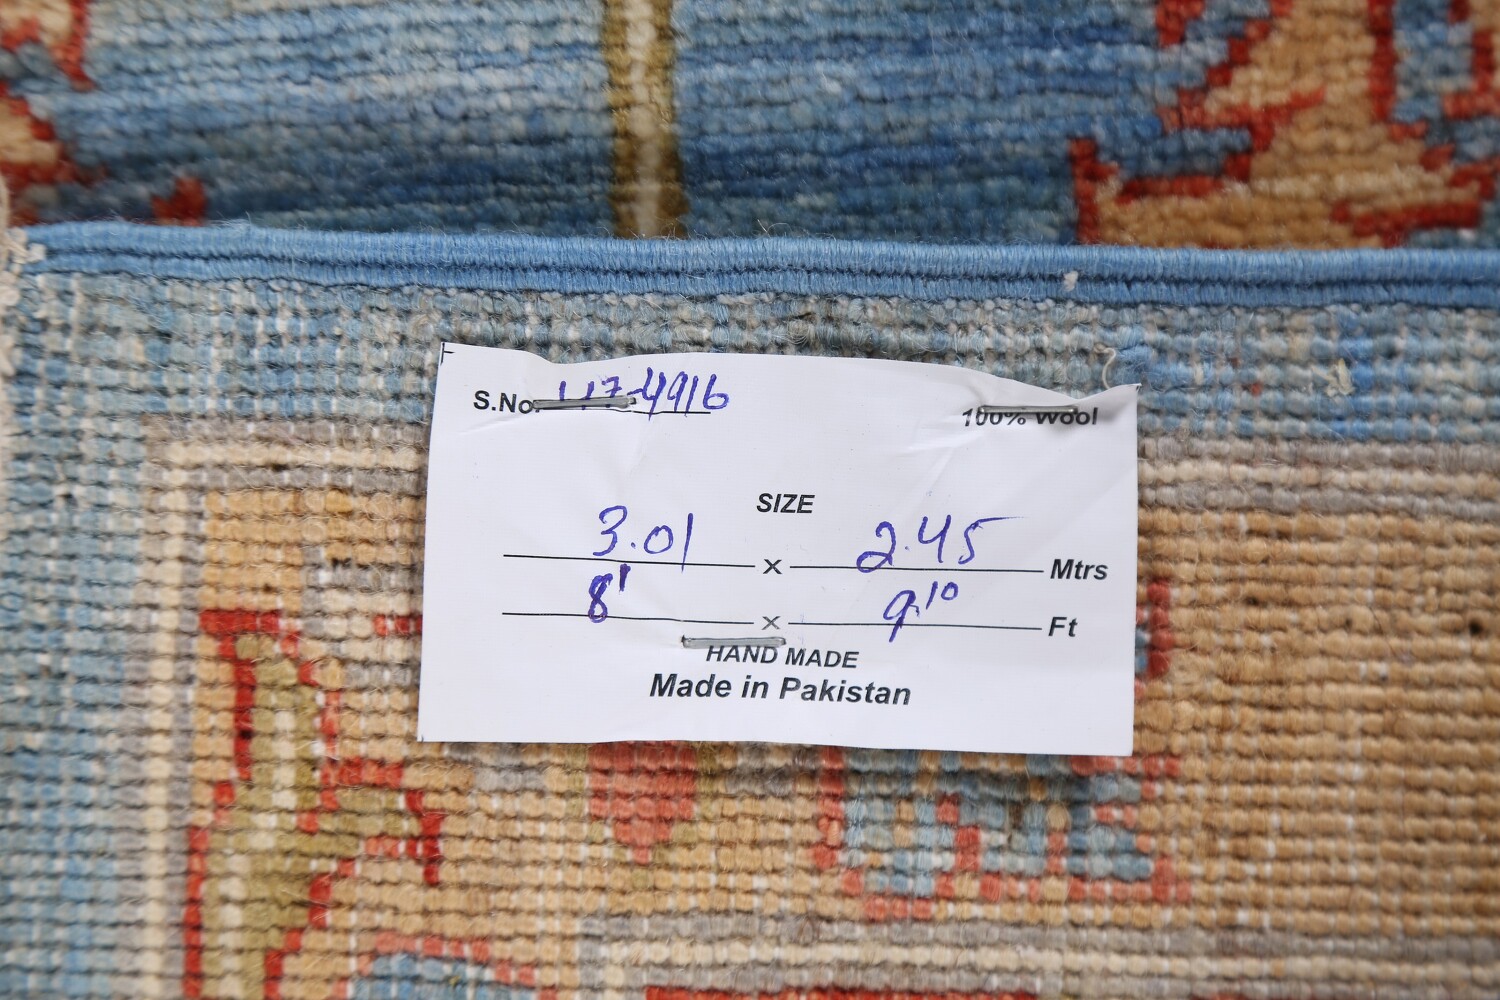 S.No. 117-4916
100% Wool
SIZE
3.01 x 2.45 Mtrs
8' x 9'10 Ft
HAND MADE
Made in Pakistan